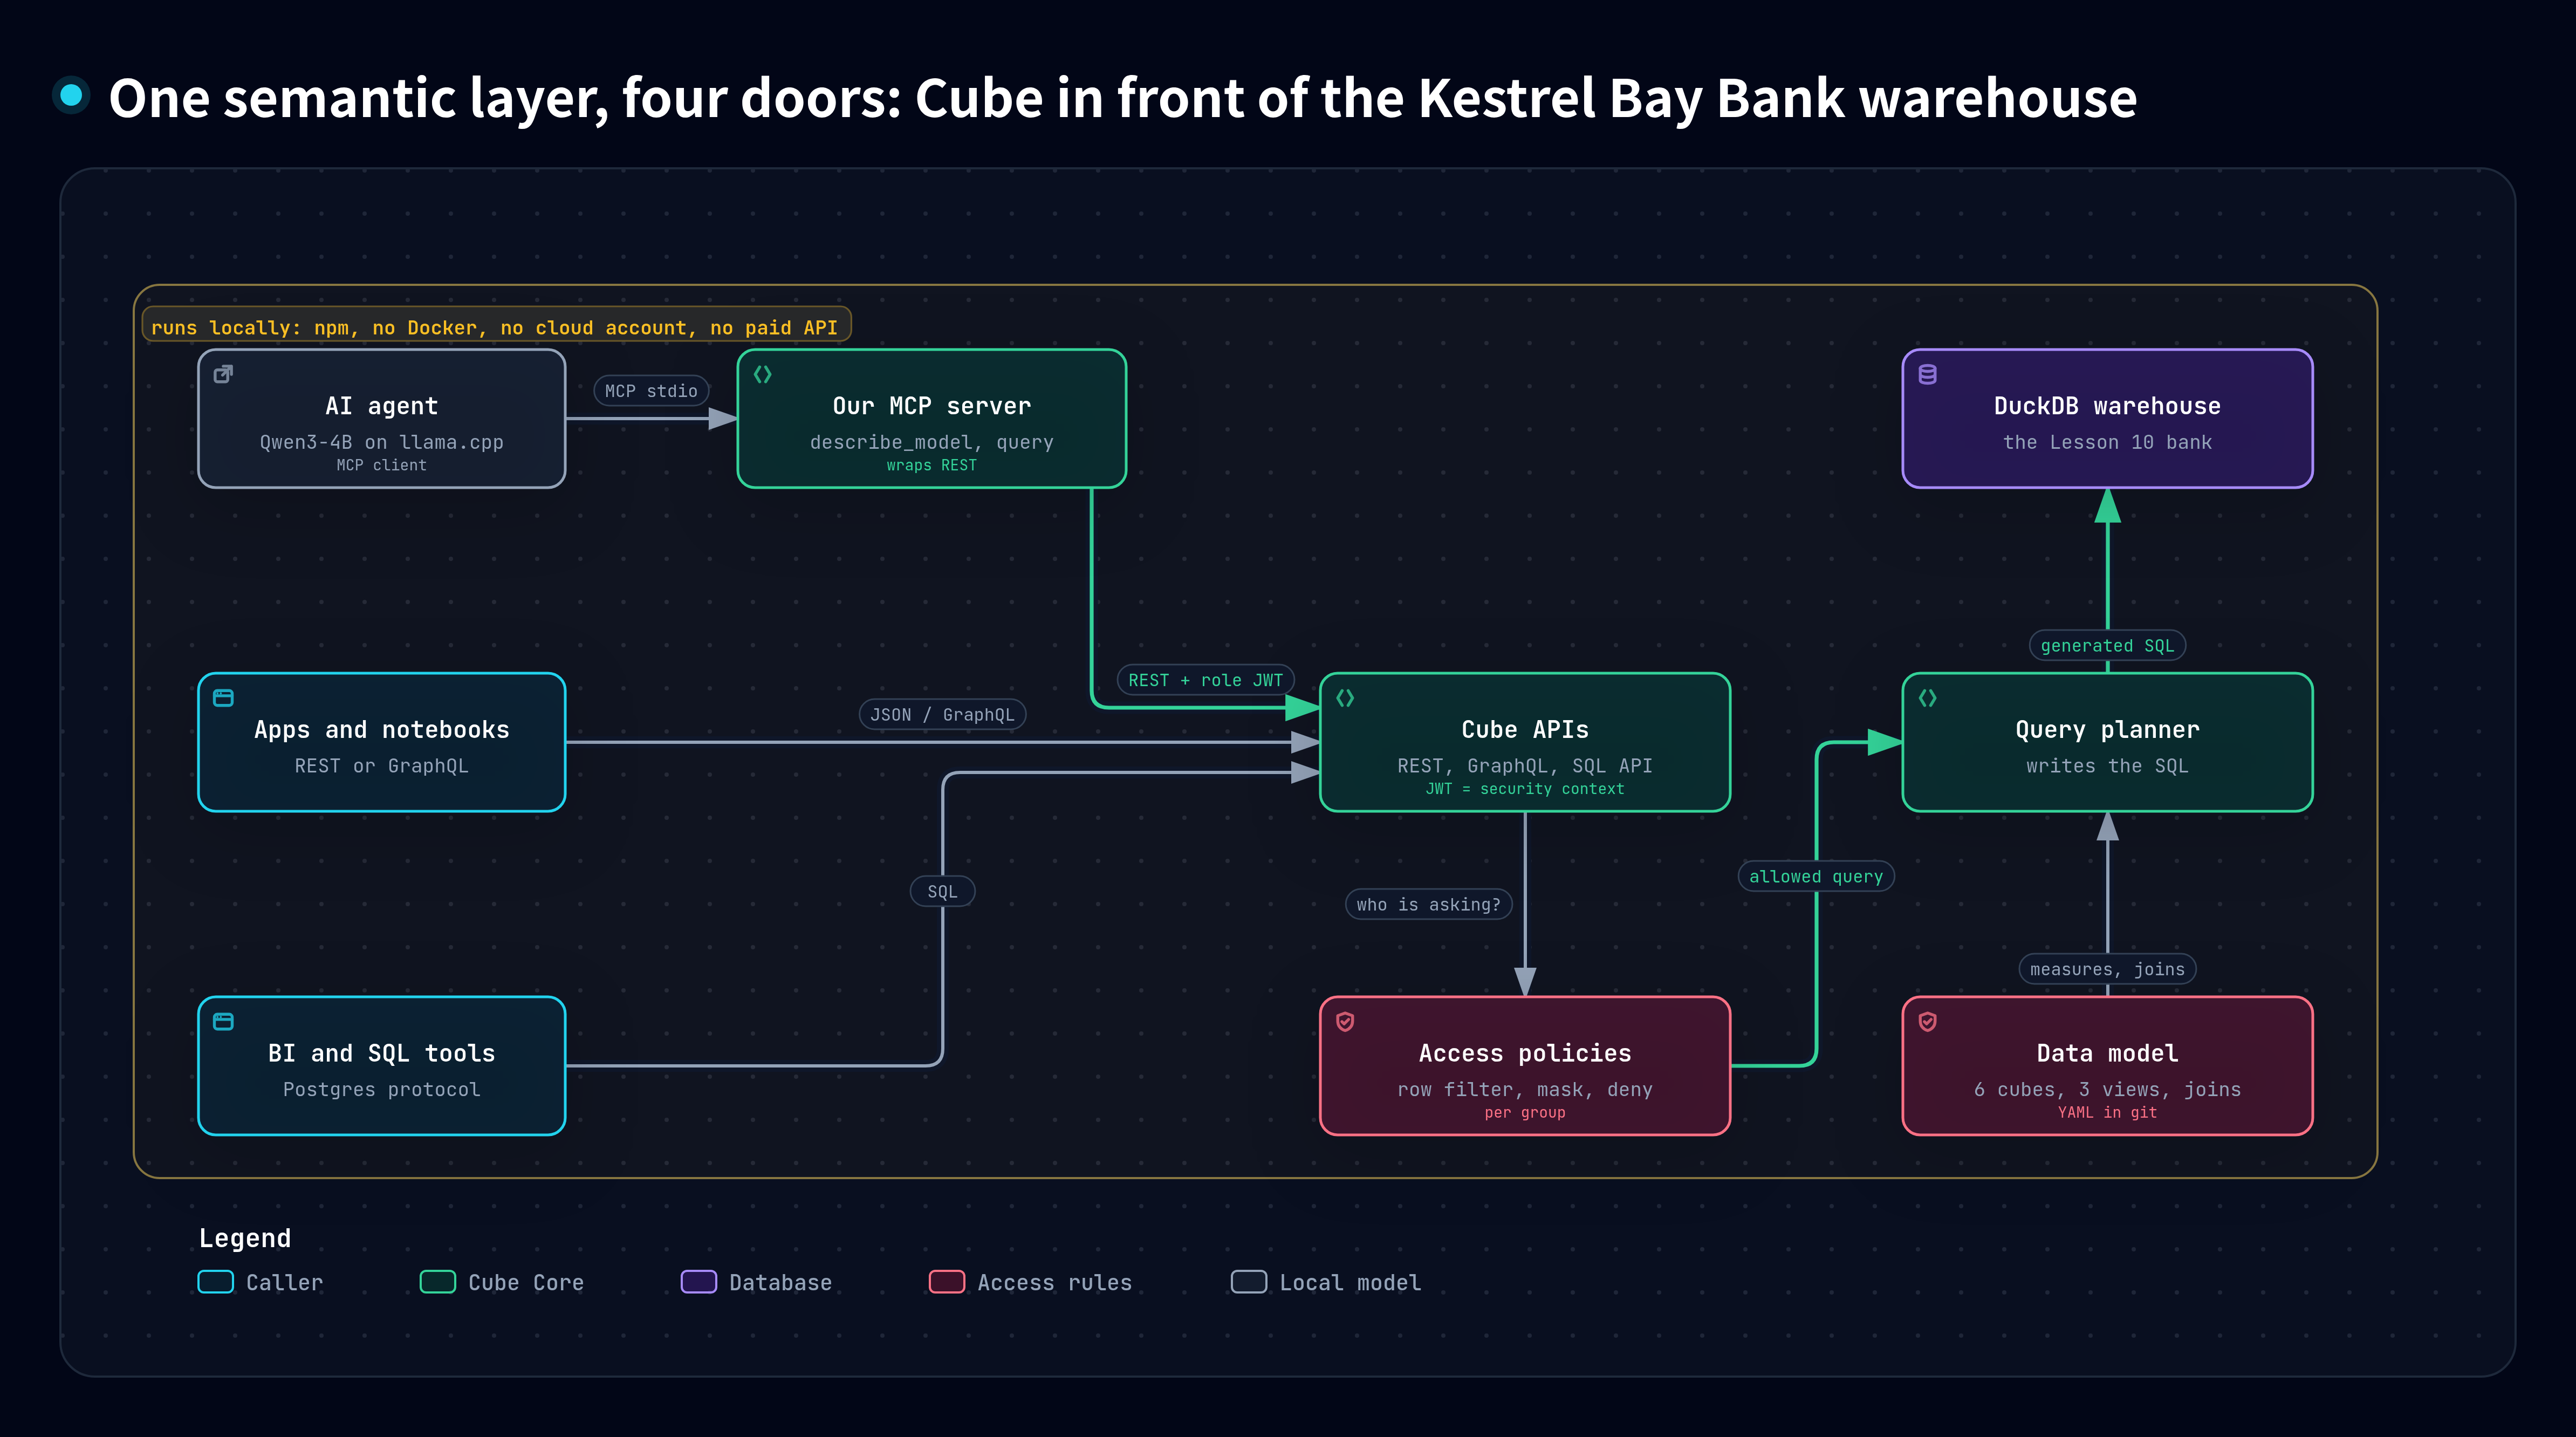 One semantic layer, four doors: Cube in front of the Kestrel Bay Bank warehouse
runs locally: npm, no Docker, no cloud account, no paid API
AI agent
Qwen3-4B on llama.cpp
MCP client
MCP stdio
Our MCP server
describe_model, query
wraps REST
DuckDB warehouse
the Lesson 10 bank
generated SQL
REST + role JWT
JSON / GraphQL
Apps and notebooks
REST or GraphQL
Cube APIs
REST, GraphQL, SQL API
JWT = security context
Query planner
writes the SQL
SQL
who is asking?
allowed query
measures, joins
BI and SQL tools
Postgres protocol
Access policies
row filter, mask, deny
per group
Data model
6 cubes, 3 views, joins
YAML in git
Legend
Caller
Cube Core
Database
Access rules
Local model